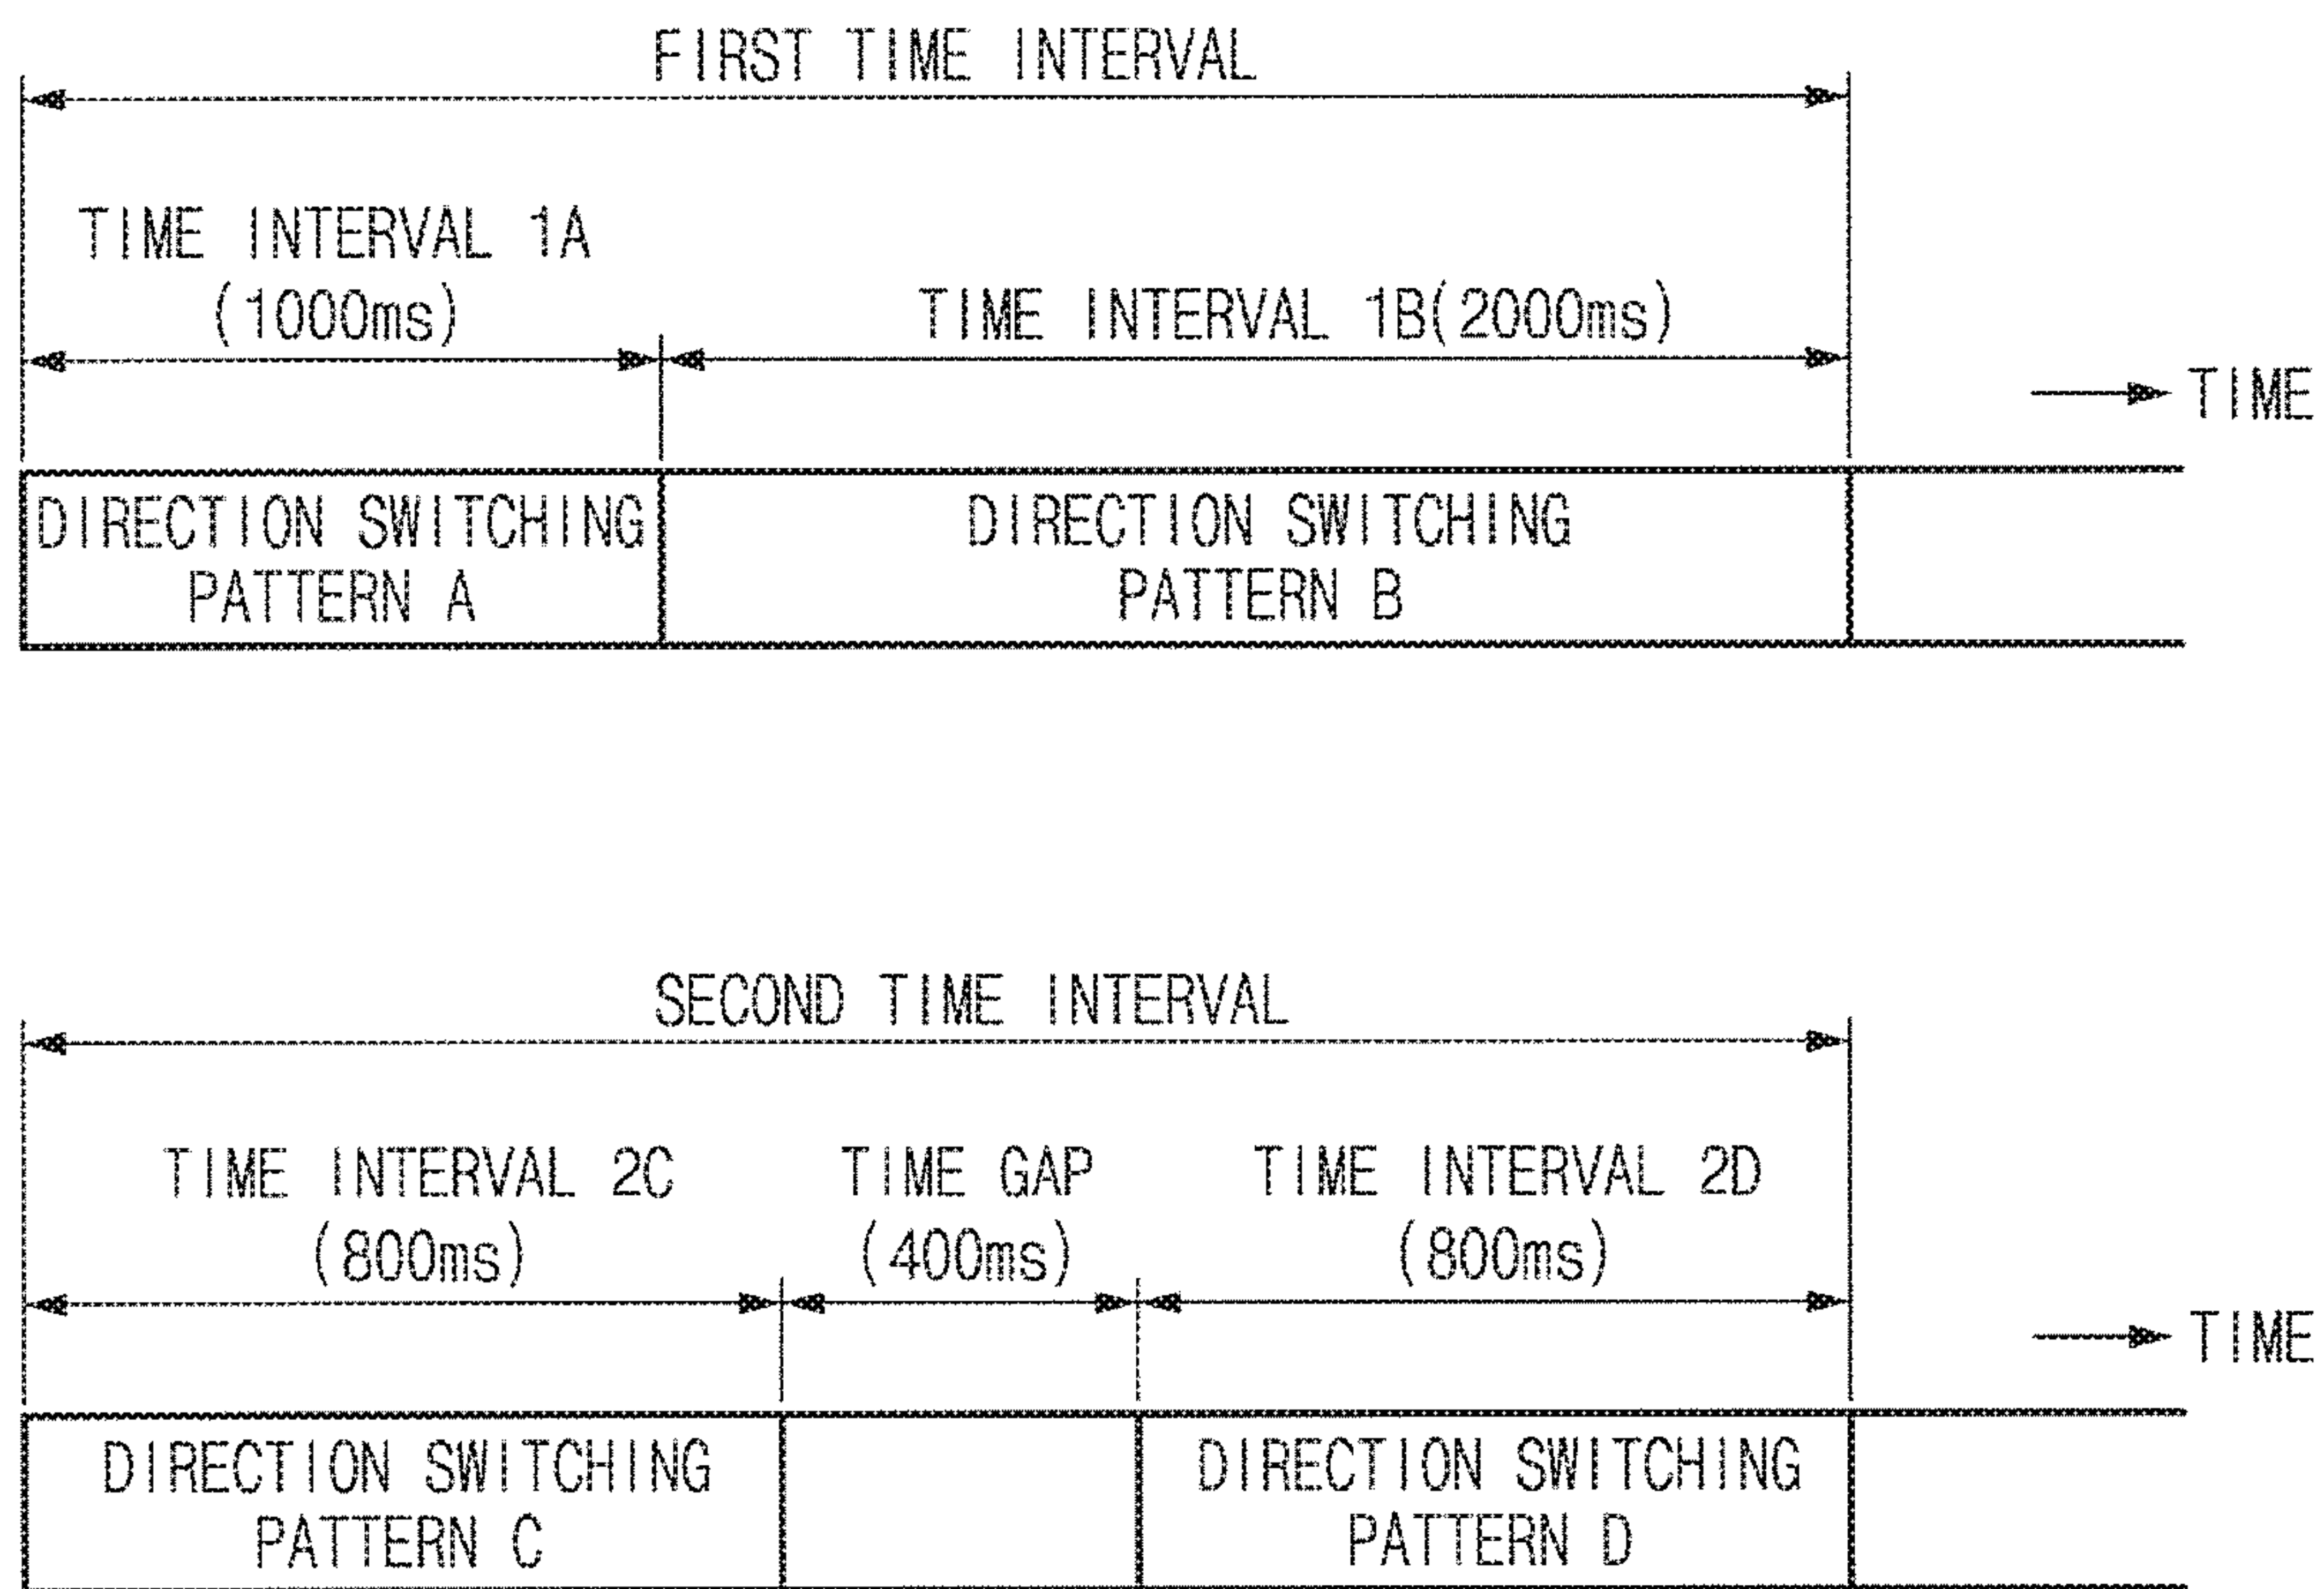 FIRST TIME INTERVAL
TIME INTERVAL 1A
(1000ms)
TIME INTERVAL 1B(2000ms)
TIME
DIRECTION SWITCHING
PATTERN A
DIRECTION SWITCHING
PATTERN B
SECOND TIME INTERVAL
TIME INTERVAL 2C
(800ms)
TIME GAP
(400ms)
TIME INTERVAL 2D
(800ms)
TIME
DIRECTION SWITCHING
PATTERN C
DIRECTION SWITCHING
PATTERN D